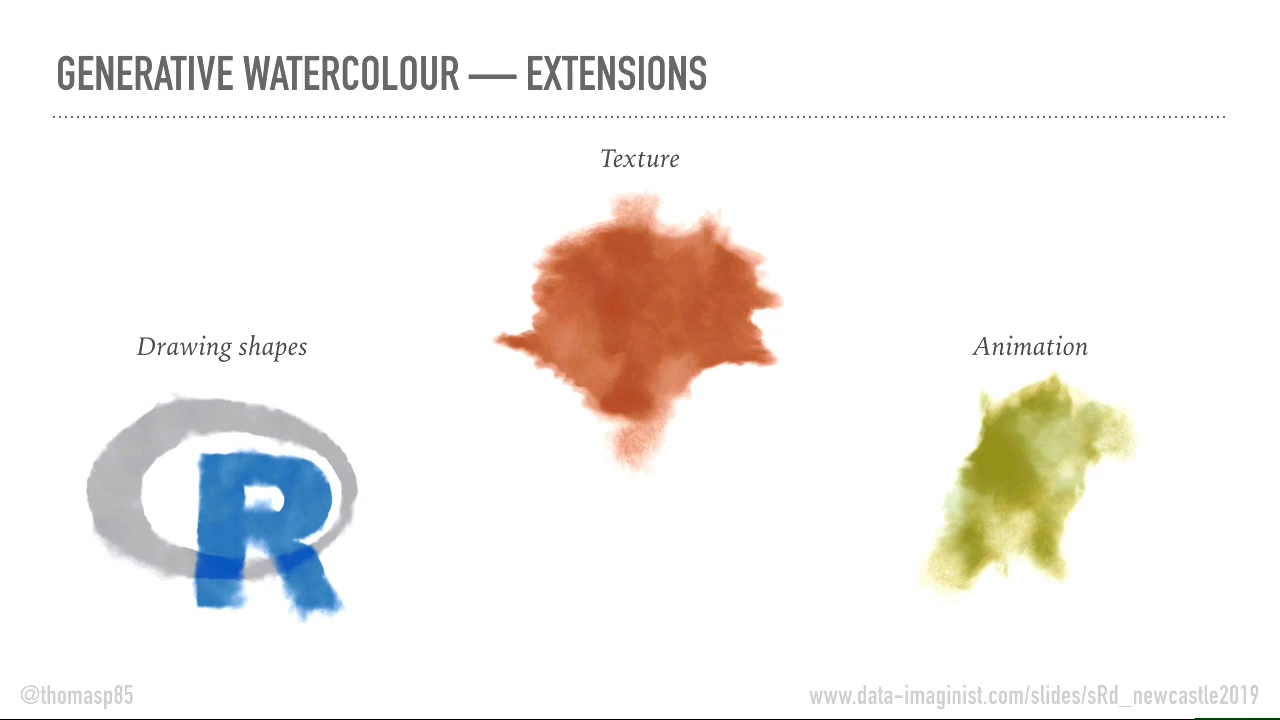 GENERATIVE WATERCOLOUR — EXTENSIONS
Texture
Drawing shapes
Animation
R
@thomasp85
www.data-imaginist.com/slides/sRd_newcastle2019